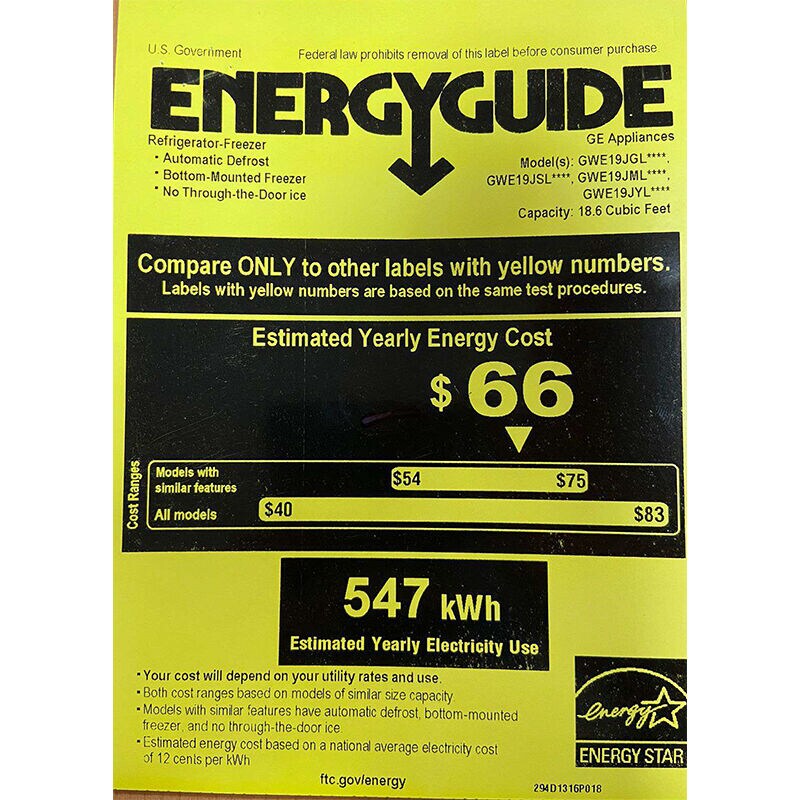 U.S. Government Federal law prohibits removal of this label before consumer purchase.
ENERGYGUIDE
Refrigerator-Freezer
• Automatic Defrost
• Bottom-Mounted Freezer
• No Through-the-Door ice
GE Appliances
Model(s): GWE19JGL****,
GWE19JSL****, GWE19JML****,
GWE19JYL****
Capacity: 18.6 Cubic Feet
Compare ONLY to other labels with yellow numbers.
Labels with yellow numbers are based on the same test procedures.
Estimated Yearly Energy Cost
$66
Cost Ranges
Models with
similar features
$54 $75
All models $40 $83
547 kWh
Estimated Yearly Electricity Use
• Your cost will depend on your utility rates and use.
• Both cost ranges based on models of similar size capacity.
• Models with similar features have automatic defrost, bottom-mounted
freezer, and no through-the-door ice.
• Estimated energy cost based on a national average electricity cost
of 12 cents per kWh
ftc.gov/energy
energy
ENERGY STAR
294D1316P018